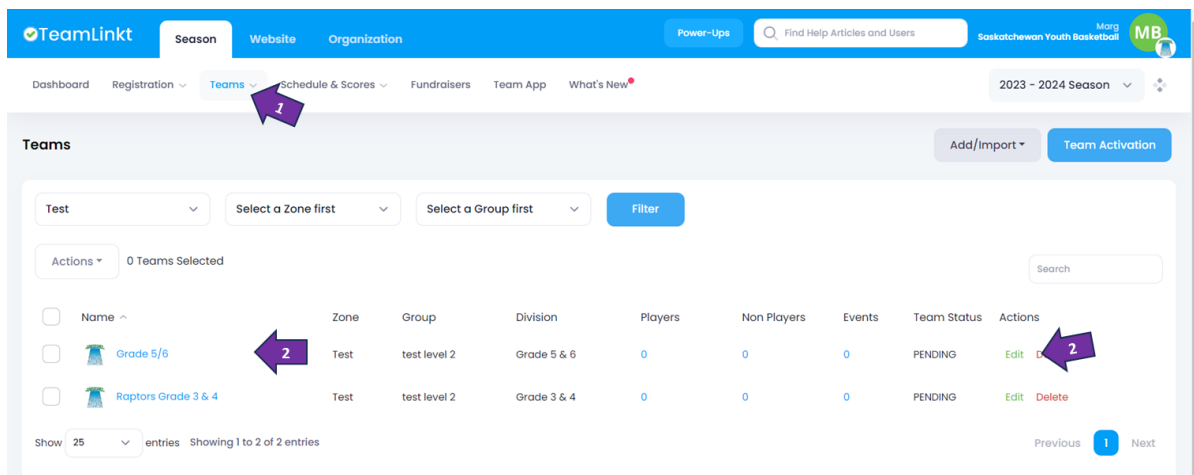 TeamLinkt
Season Website Organization
Power-Ups
Find Help Articles and Users
Marg
Saskatchewan Youth Basketball
MB
Dashboard Registration Teams Schedule & Scores Fundraisers Team App What's New
2023 - 2024 Season
1
Teams
Add/Import
Team Activation
Test
Select a Zone first
Select a Group first
Filter
Actions
0 Teams Selected
Search
Name Zone Group Division Players Non Players Events Team Status Actions
Grade 5/6 2 Test test level 2 Grade 5 & 6 0 0 0 PENDING Edit D 2
Raptors Grade 3 & 4 Test test level 2 Grade 3 & 4 0 0 0 PENDING Edit Delete
Show 25 entries Showing 1 to 2 of 2 entries
Previous 1 Next